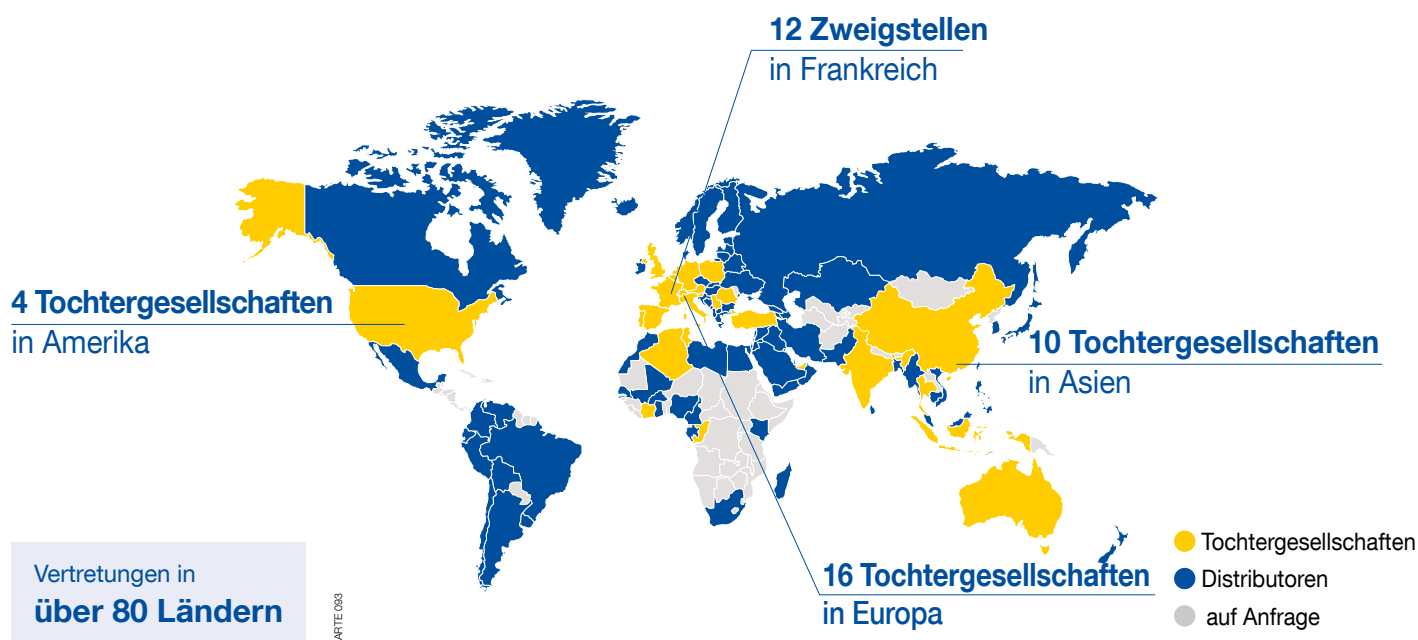 12 Zweigstellen
in Frankreich
4 Tochtergesellschaften
in Amerika
10 Tochtergesellschaften
in Asien
16 Tochtergesellschaften
in Europa
Tochtergesellschaften
Distributoren
auf Anfrage
Vertretungen in
über 80 Ländern
ARTE 093